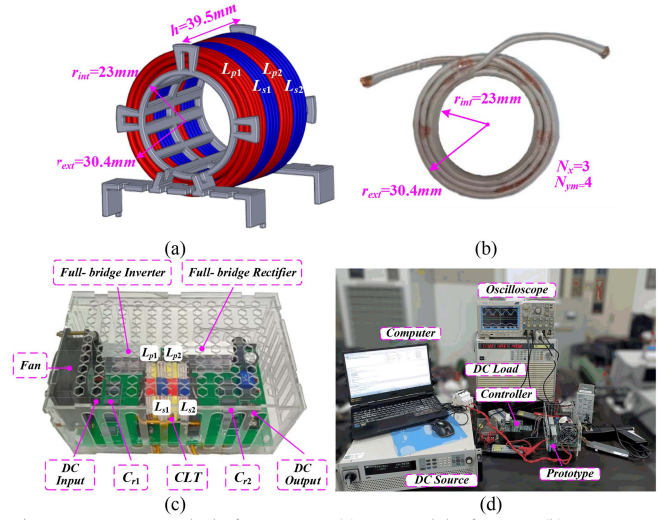 h=39.5mm
r_int=23mm
L_p1
L_p2
L_s1
L_s2
r_ext=30.4mm
(a)
r_int=23mm
r_ext=30.4mm
N_x=3
N_ym=4
(b)
Full- bridge Inverter
Full- bridge Rectifier
Fan
L_p1
L_p2
L_s1
L_s2
DC Input
C_r1
CLT
C_r2
DC Output
(c)
Oscilloscope
Computer
DC Load
Controller
DC Source
Prototype
(d)